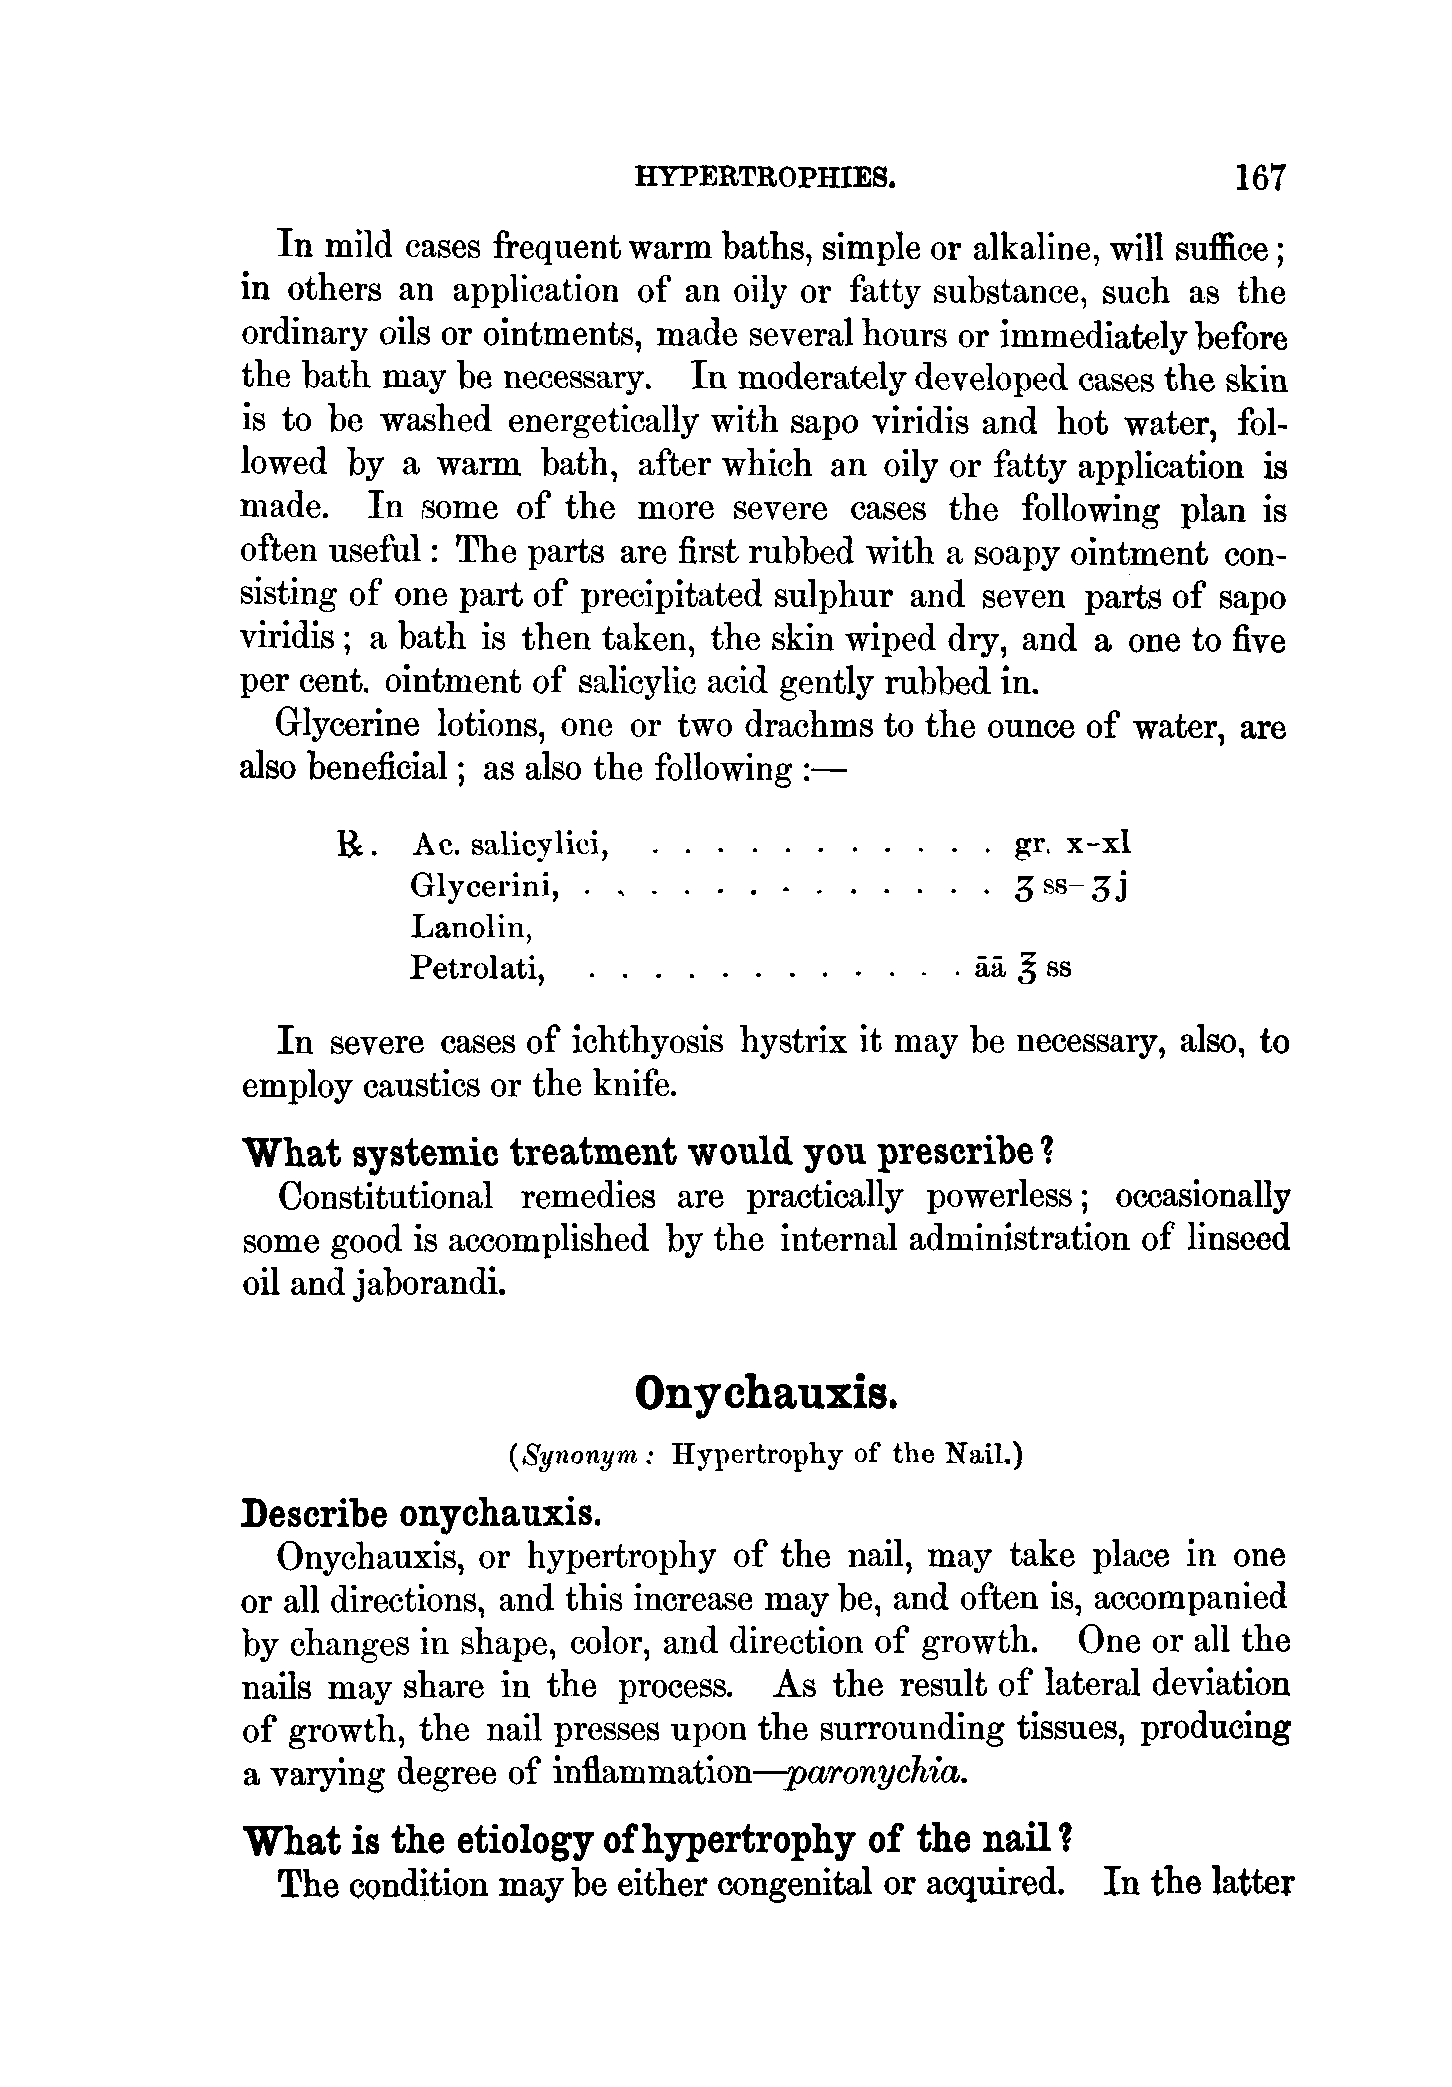 HYPERTROPHIES. 167
In mild cases frequent warm baths, simple or alkaline, will suffice;
in others an application of an oily or fatty substance, such as the
ordinary oils or ointments, made several hours or immediately before
the bath may be necessary. In moderately developed cases the skin
is to be washed energetically with sapo viridis and hot water, fol-
lowed by a warm bath, after which an oily or fatty application is
made. In some of the more severe cases the following plan is
often useful: The parts are first rubbed with a soapy ointment con-
sisting of one part of precipitated sulphur and seven parts of sapo
viridis; a bath is then taken, the skin wiped dry, and a one to five
per cent. ointment of salicylic acid gently rubbed in.
Glycerine lotions, one or two drachms to the ounce of water, are
also beneficial; as also the following:—
℞. Ac. salicylici, . . . . . . . . . . . gr. x-xl
Glycerini, . . . . . . . . . . . . . ʒ ss-ʒ j
Lanolin,
Petrolati, . . . . . . . . . . . . āā ℥ ss
In severe cases of ichthyosis hystrix it may be necessary, also, to
employ caustics or the knife.
What systemic treatment would you prescribe?
Constitutional remedies are practically powerless; occasionally
some good is accomplished by the internal administration of linseed
oil and jaborandi.
Onychauxis.
(Synonym: Hypertrophy of the Nail.)
Describe onychauxis.
Onychauxis, or hypertrophy of the nail, may take place in one
or all directions, and this increase may be, and often is, accompanied
by changes in shape, color, and direction of growth. One or all the
nails may share in the process. As the result of lateral deviation
of growth, the nail presses upon the surrounding tissues, producing
a varying degree of inflammation—paronychia.
What is the etiology of hypertrophy of the nail?
The condition may be either congenital or acquired. In the latter